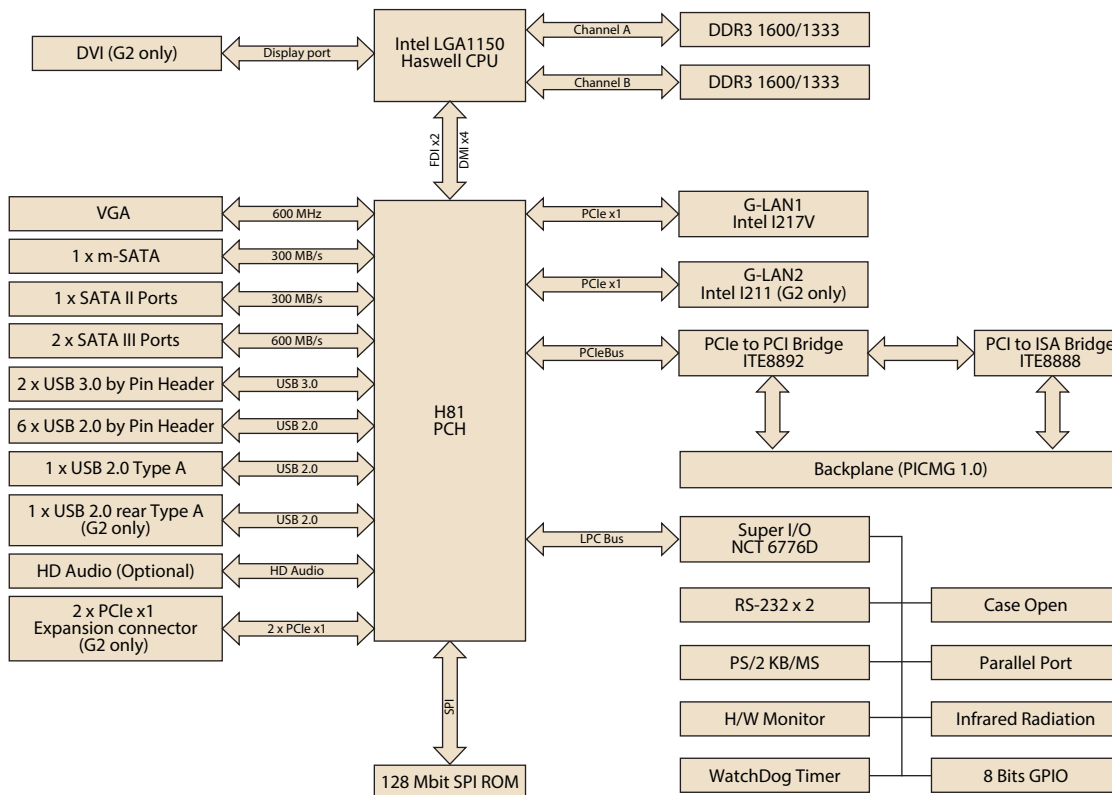 DVI (G2 only)
Display port
Intel LGA1150
Haswell CPU
Channel A
DDR3 1600/1333
Channel B
DDR3 1600/1333
FDI x2
DMI x4
VGA
600 MHz
1 x m-SATA
300 MB/s
1 x SATA II Ports
300 MB/s
2 x SATA III Ports
600 MB/s
2 x USB 3.0 by Pin Header
USB 3.0
6 x USB 2.0 by Pin Header
USB 2.0
1 x USB 2.0 Type A
USB 2.0
1 x USB 2.0 rear Type A
(G2 only)
USB 2.0
HD Audio (Optional)
HD Audio
2 x PCIe x1
Expansion connector
(G2 only)
2 x PCIe x1
H81
PCH
PCIe x1
G-LAN1
Intel I217V
PCIe x1
G-LAN2
Intel I211 (G2 only)
PCIeBus
PCIe to PCI Bridge
ITE8892
PCI to ISA Bridge
ITE8888
Backplane (PICMG 1.0)
LPC Bus
Super I/O
NCT 6776D
RS-232 x 2
Case Open
PS/2 KB/MS
Parallel Port
H/W Monitor
Infrared Radiation
WatchDog Timer
8 Bits GPIO
SPI
128 Mbit SPI ROM